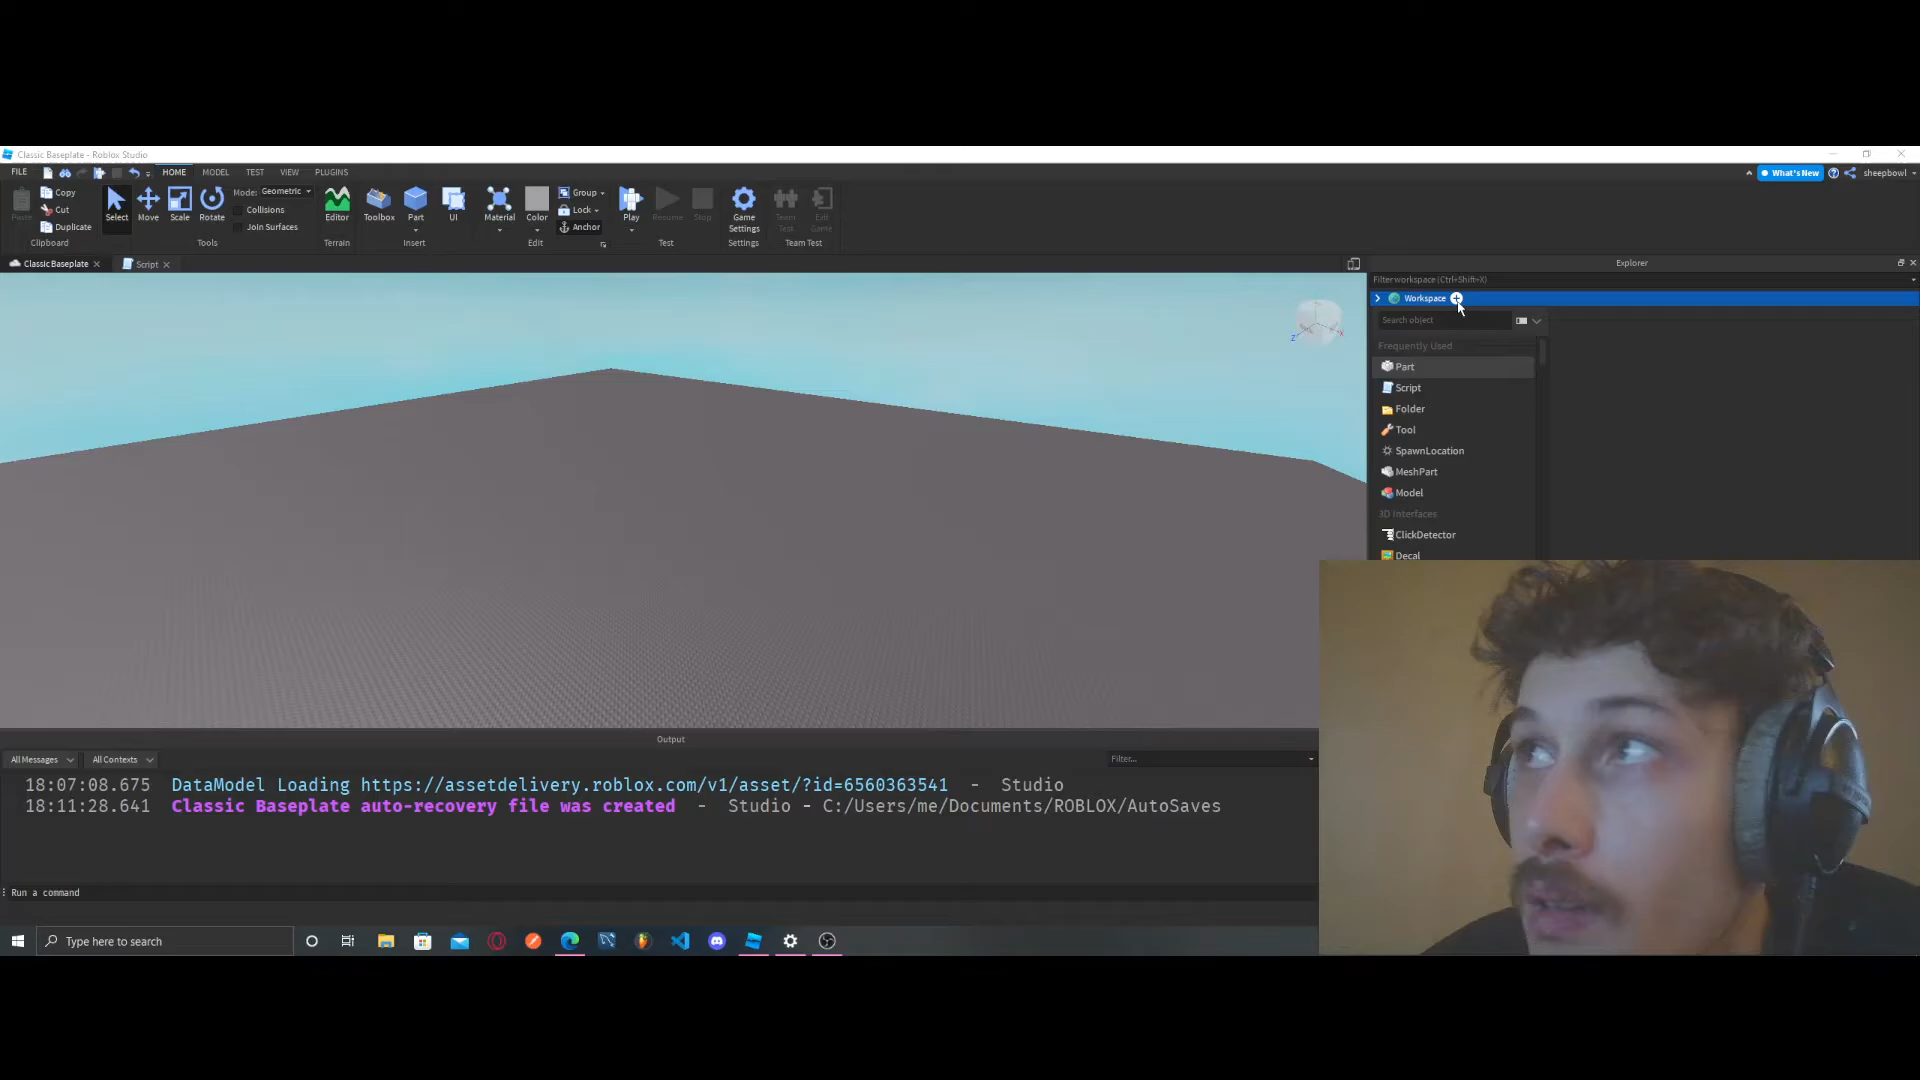 Classic Baseplate - Roblox Studio
FILE HOME MODEL TEST VIEW PLUGINS What's New sheepbowl
Paste Copy Cut Duplicate
Select Move Scale Rotate
Mode: Geometric
Collisions
Join Surfaces
Editor Toolbox Part UI Material Color
Group
Lock
Anchor
Play Resume Stop
Game Settings
Team Test
Exit Game
Clipboard Tools Terrain Insert Edit Test Settings Team Test
Classic Baseplate Script
Explorer
Filter workspace (Ctrl+Shift+X)
Workspace
Search object
Frequently Used
Part
Script
Folder
Tool
SpawnLocation
MeshPart
Model
3D Interfaces
ClickDetector
Decal
Z X
Output
All Messages All Contexts Filter...
18:07:08.675 DataModel Loading https://assetdelivery.roblox.com/v1/asset/?id=6560363541 - Studio
18:11:28.641 Classic Baseplate auto-recovery file was created - Studio - C:/Users/me/Documents/ROBLOX/AutoSaves
Run a command
Type here to search